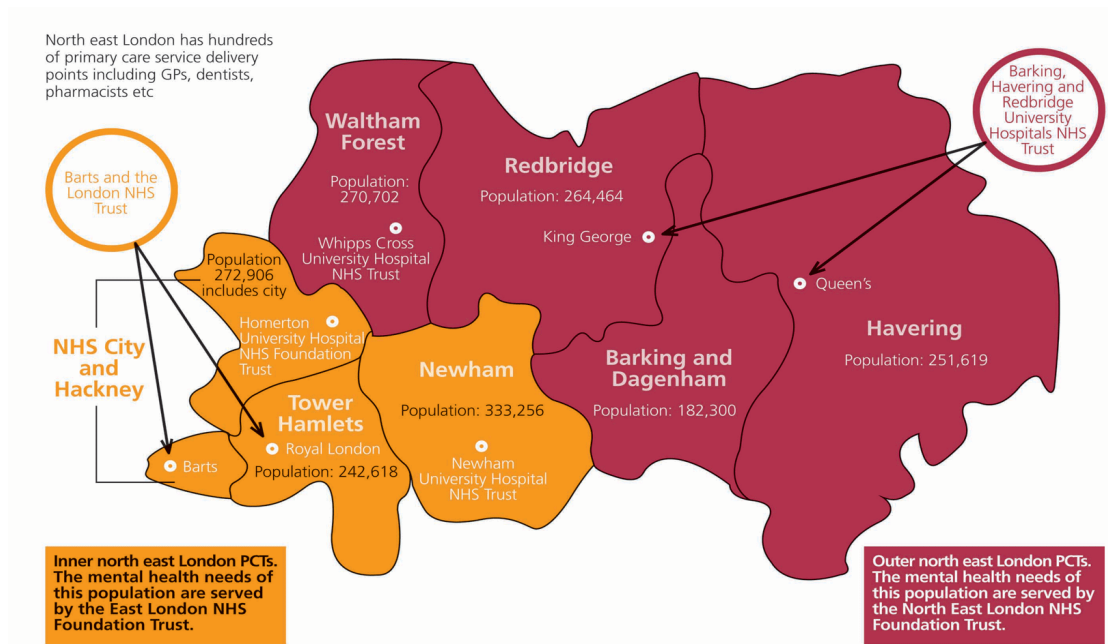 North east London has hundreds
of primary care service delivery
points including GPs, dentists,
pharmacists etc
Barts and the
London NHS
Trust
Barking,
Havering and
Redbridge
University
Hospitals NHS
Trust
Waltham
Forest
Population:
270,702
Whipps Cross
University Hospital
NHS Trust
Redbridge
Population: 264,464
King George
Queen's
Havering
Population: 251,619
Barking and
Dagenham
Population: 182,300
Population
272,906
includes city
Homerton
University Hospital
NHS Foundation
Trust
NHS City
and
Hackney
Newham
Population: 333,256
Newham
University Hospital
NHS Trust
Tower
Hamlets
Royal London
Population: 242,618
Barts
Inner north east London PCTs.
The mental health needs of
this population are served
by the East London NHS
Foundation Trust.
Outer north east London PCTs.
The mental health needs of
this population are served by
the North East London NHS
Foundation Trust.